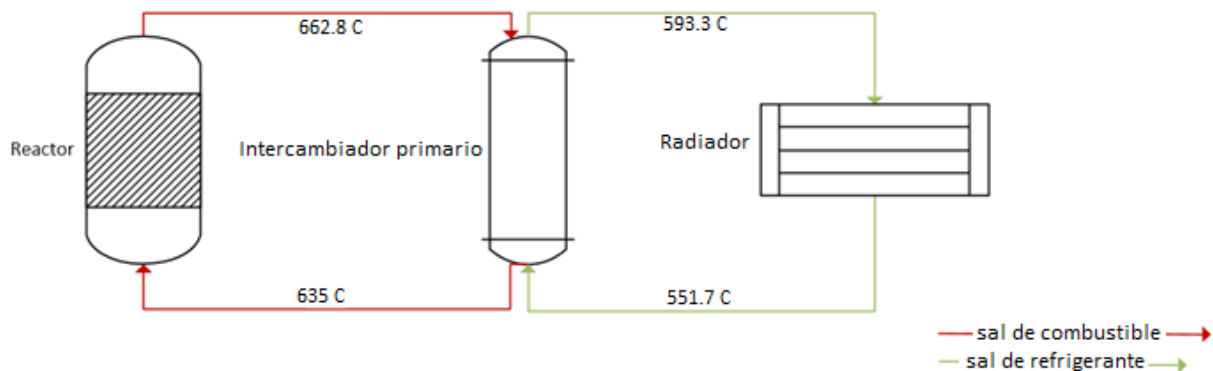 662.8 C
593.3 C
Reactor
Intercambiador primario
Radiador
635 C
551.7 C
sal de combustible
sal de refrigerante